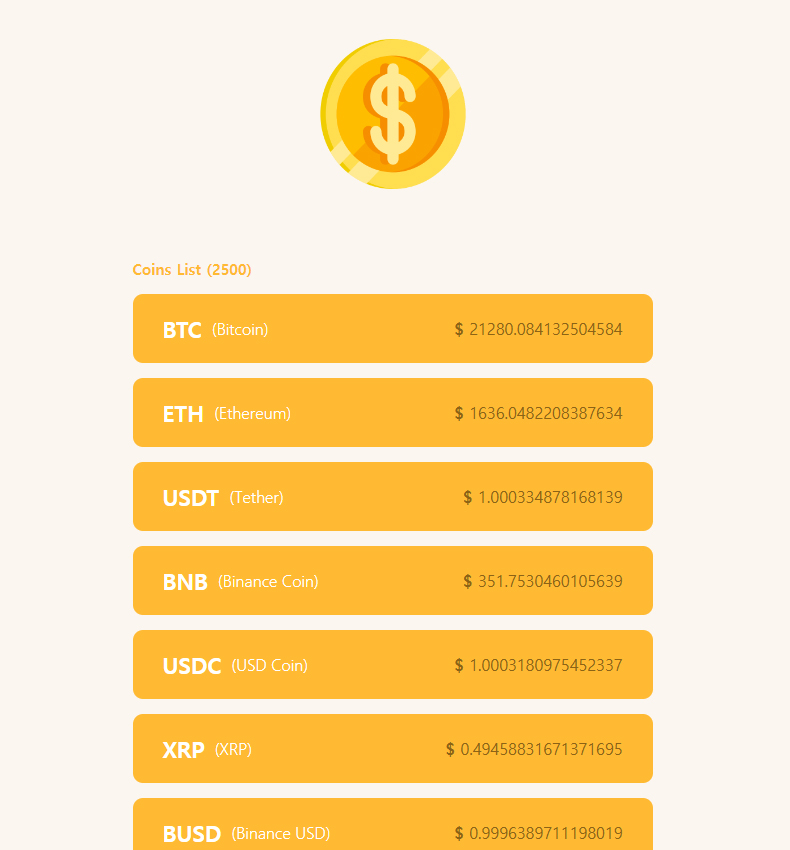 $
Coins List (2500)
BTC (Bitcoin) $ 21280.084132504584
ETH (Ethereum) $ 1636.0482208387634
USDT (Tether) $ 1.000334878168139
BNB (Binance Coin) $ 351.7530460105639
USDC (USD Coin) $ 1.0003180975452337
XRP (XRP) $ 0.49458831671371695
BUSD (Binance USD) $ 0.9996389711198019